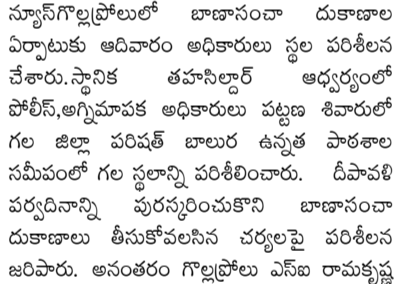 న్యూస్‌గొల్లప్రోలులో బాణాసంచా దుకాణాల
ఏర్పాటుకు ఆదివారం అధికారులు స్థల పరిశీలన
చేశారు.స్థానిక తహసిల్దార్ ఆధ్వర్యంలో
పోలీస్,అగ్నిమాపక అధికారులు పట్టణ శివారులో
గల జిల్లా పరిషత్ బాలుర ఉన్నత పాఠశాల
సమీపంలో గల స్థలాన్ని పరిశీలించారు. దీపావళి
పర్వదినాన్ని పురస్కరించుకొని బాణాసంచా
దుకాణాలు తీసుకోవలసిన చర్యలపై పరిశీలన
జరిపారు. అనంతరం గొల్లప్రోలు ఎస్ఐ రామకృష్ణ